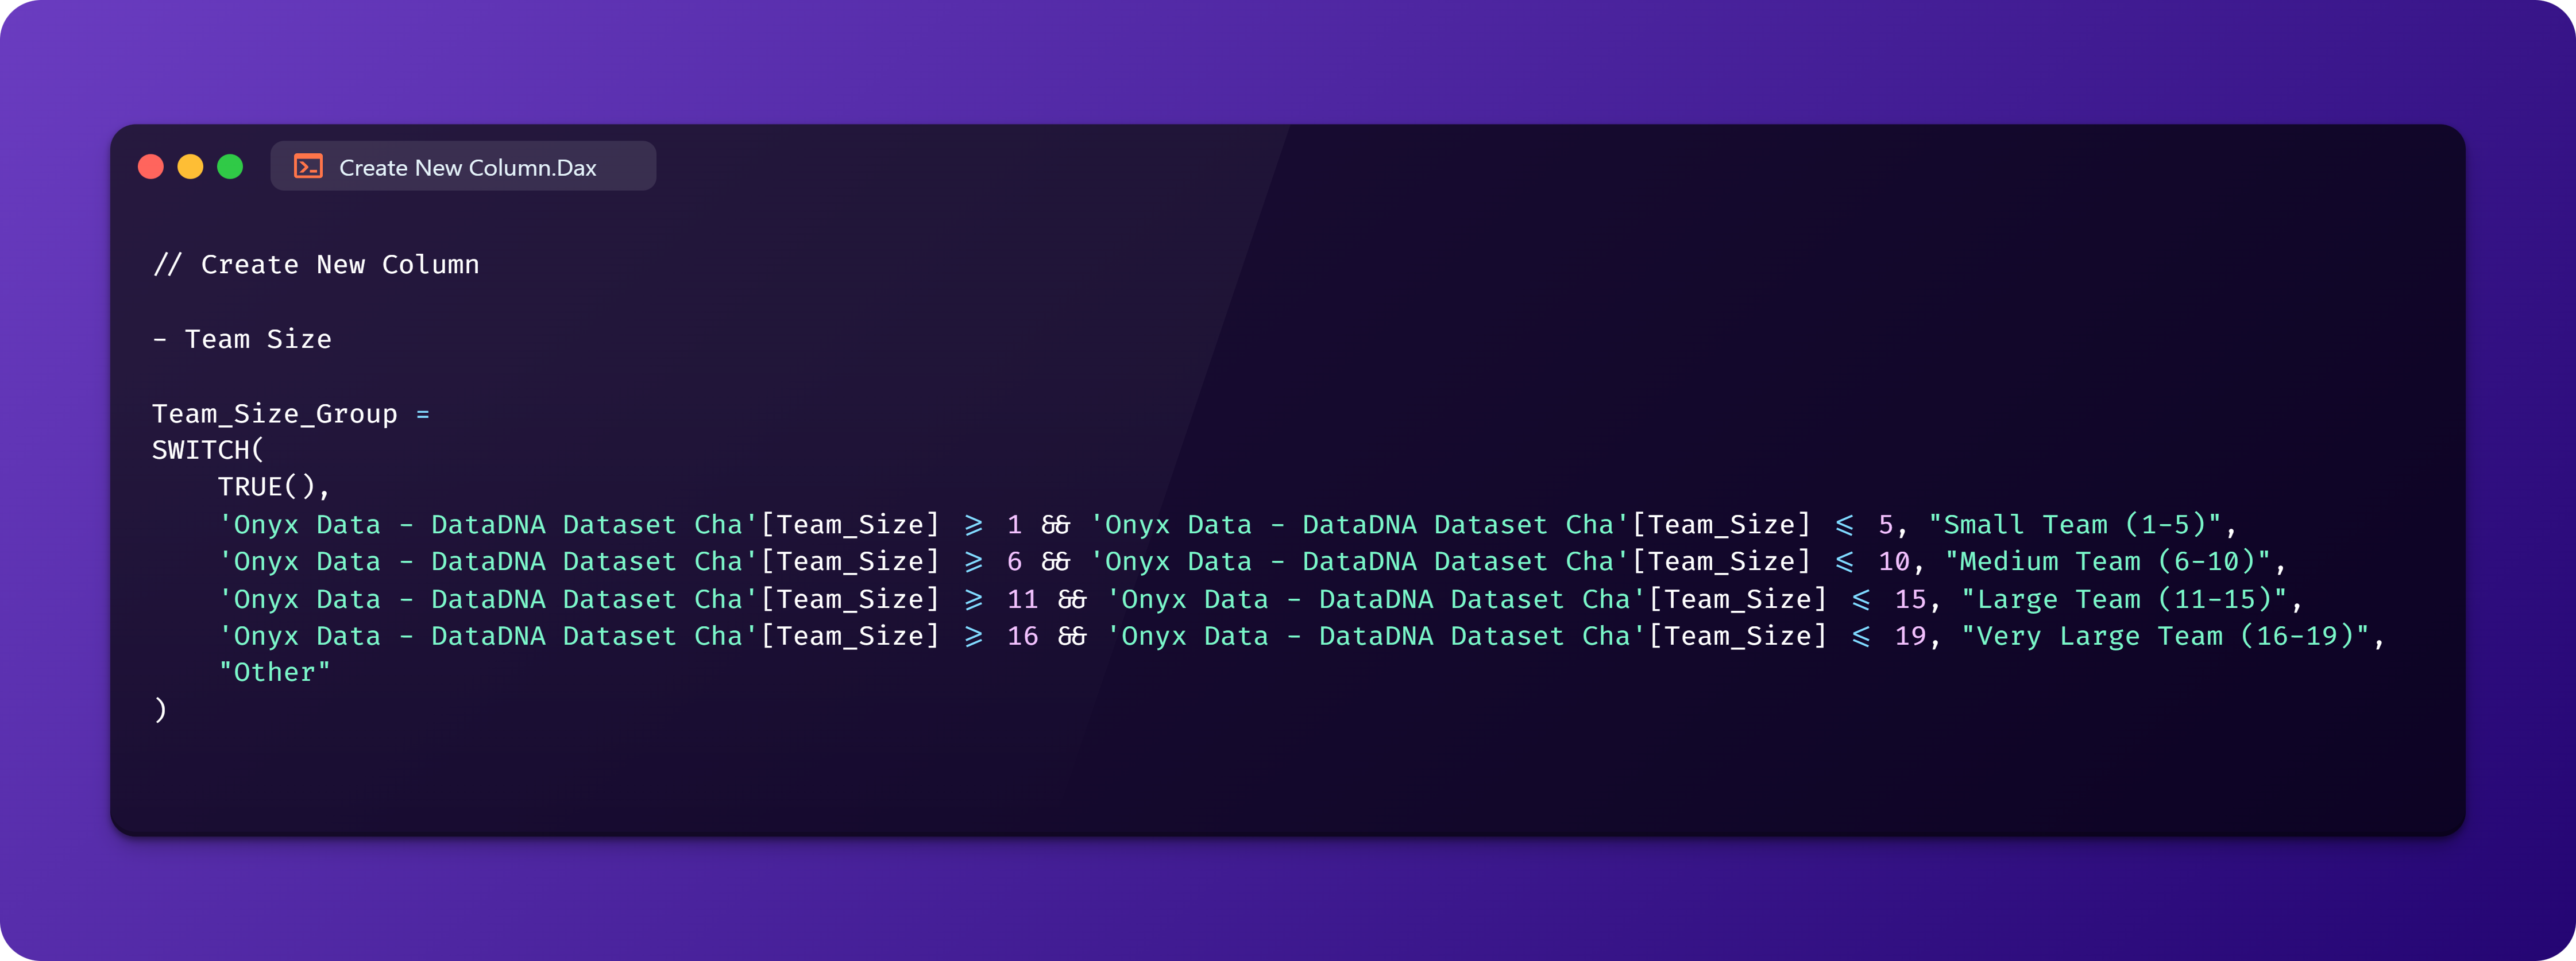 Create New Column.Dax
// Create New Column
- Team Size
Team_Size_Group =
SWITCH(
    TRUE(),
    'Onyx Data - DataDNA Dataset Cha'[Team_Size] >= 1 && 'Onyx Data - DataDNA Dataset Cha'[Team_Size] <= 5, "Small Team (1-5)",
    'Onyx Data - DataDNA Dataset Cha'[Team_Size] >= 6 && 'Onyx Data - DataDNA Dataset Cha'[Team_Size] <= 10, "Medium Team (6-10)",
    'Onyx Data - DataDNA Dataset Cha'[Team_Size] >= 11 && 'Onyx Data - DataDNA Dataset Cha'[Team_Size] <= 15, "Large Team (11-15)",
    'Onyx Data - DataDNA Dataset Cha'[Team_Size] >= 16 && 'Onyx Data - DataDNA Dataset Cha'[Team_Size] <= 19, "Very Large Team (16-19)",
    "Other"
)